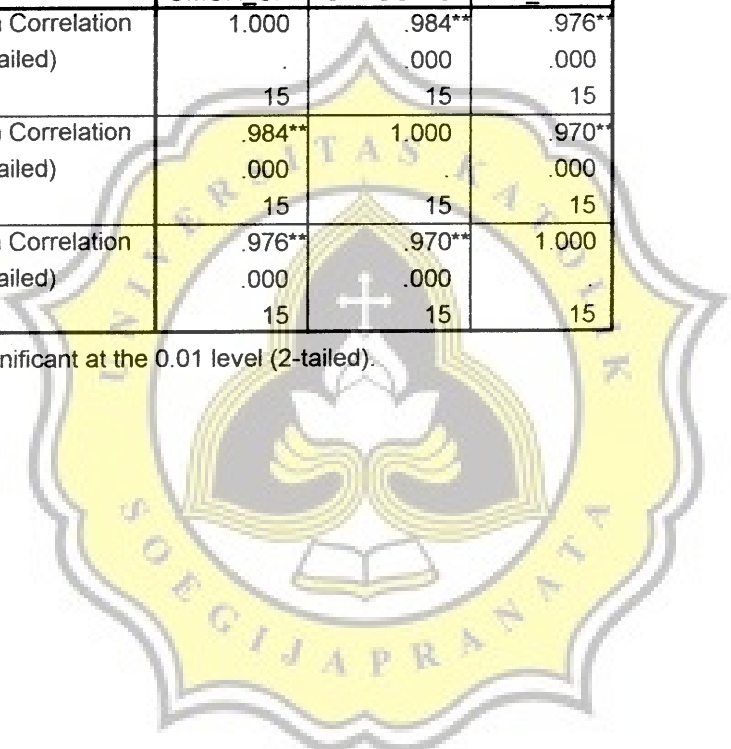 Correlation 1.000 .984** .976**
ailed) . .000 .000
15 15 15
Correlation .984** 1.000 .970**
ailed) .000 . .000
15 15 15
Correlation .976** .970** 1.000
ailed) .000 .000 .
15 15 15
nificant at the 0.01 level (2-tailed).
UNIVERSITAS KATOLIK
SOEGIJAPRANATA